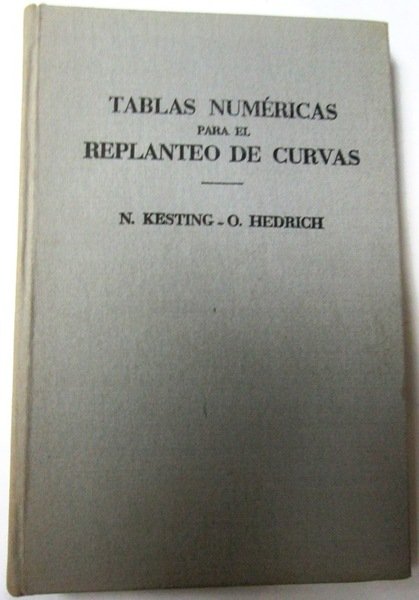 TABLAS NUMÉRICAS
PARA EL
REPLANTEO DE CURVAS
N. KESTING - O. HEDRICH